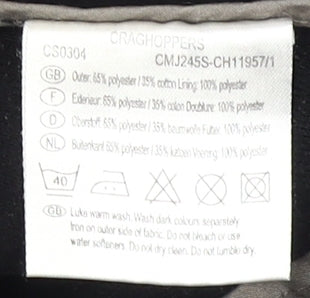 CRAGHOPPERS
CS0304 CMJ245S-CH11957/1
GB Outer: 65% polyester / 35% cotton Lining: 100% polyester
F Exterieur: 65% polyester / 35% coton Doublure: 100% polyester
D Oberstoff: 65% polyester / 35% baumwolle Futter: 100% polyester
NL Buitenkant 65% polyester / 35% katoen Voering: 100% polyester
40
GB Luke warm wash. Wash dark colours separately
Iron on outer side of fabric. Do not bleach or use
water softeners. Do not dry clean. Do not tumble dry.